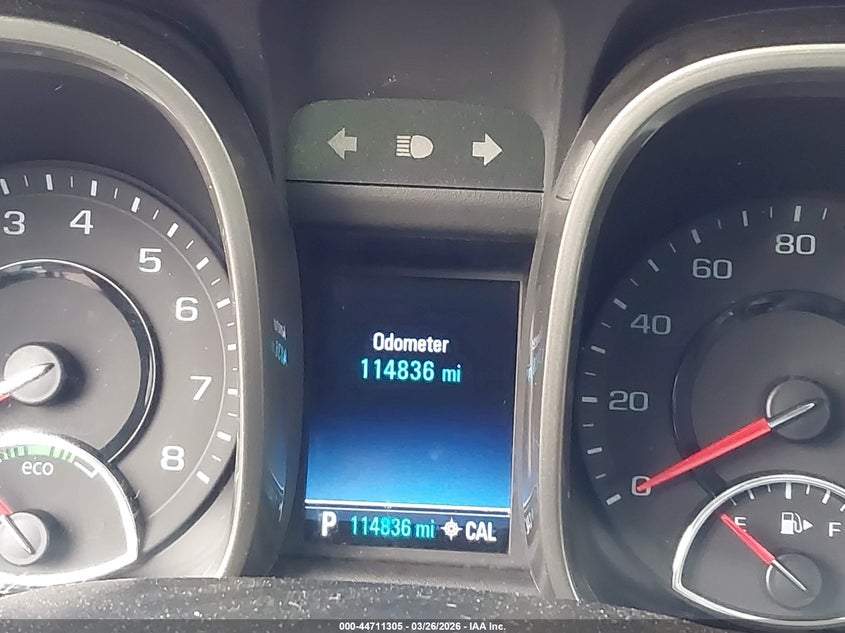 3 4 5 6 7 8
eco
Odometer
114836 mi
P 114836 mi CAL
0 20 40 60 80
E F
000-44711305 - 03/26/2026 - IAA Inc.